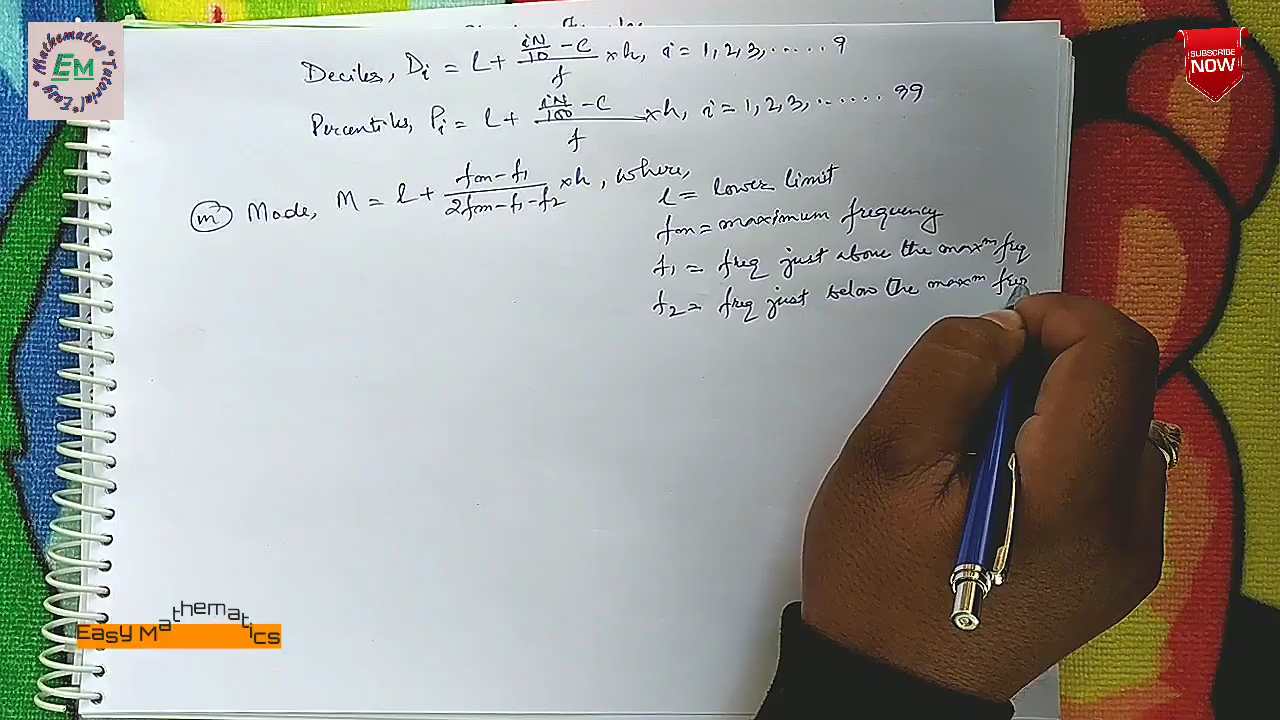 Deciles, Di = l + (iN/10 - C)/f × h, i = 1, 2, 3, ..... 9
Percentiles, Pi = l + (iN/100 - C)/f × h, i = 1, 2, 3, ...... 99
(m) Mode, M = l + (fm - f1)/(2fm - f1 - f2) × h, where,
l = lower limit
fm = maximum frequency
f1 = freq just above the maxᵐ freq
f2 = freq just below the maxᵐ freq
Mathematics Tutorial Easy
EM
SUBSCRIBE
NOW
Easy Mathematics